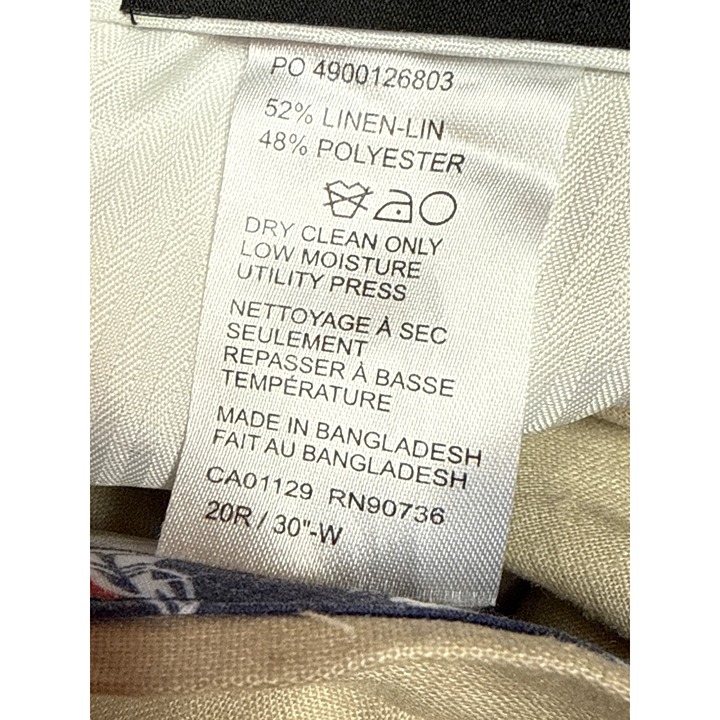 PO 4900126803
52% LINEN-LIN
48% POLYESTER
DRY CLEAN ONLY
LOW MOISTURE
UTILITY PRESS
NETTOYAGE À SEC
SEULEMENT
REPASSER À BASSE
TEMPÉRATURE
MADE IN BANGLADESH
FAIT AU BANGLADESH
CA01129 RN90736
20R / 30"-W